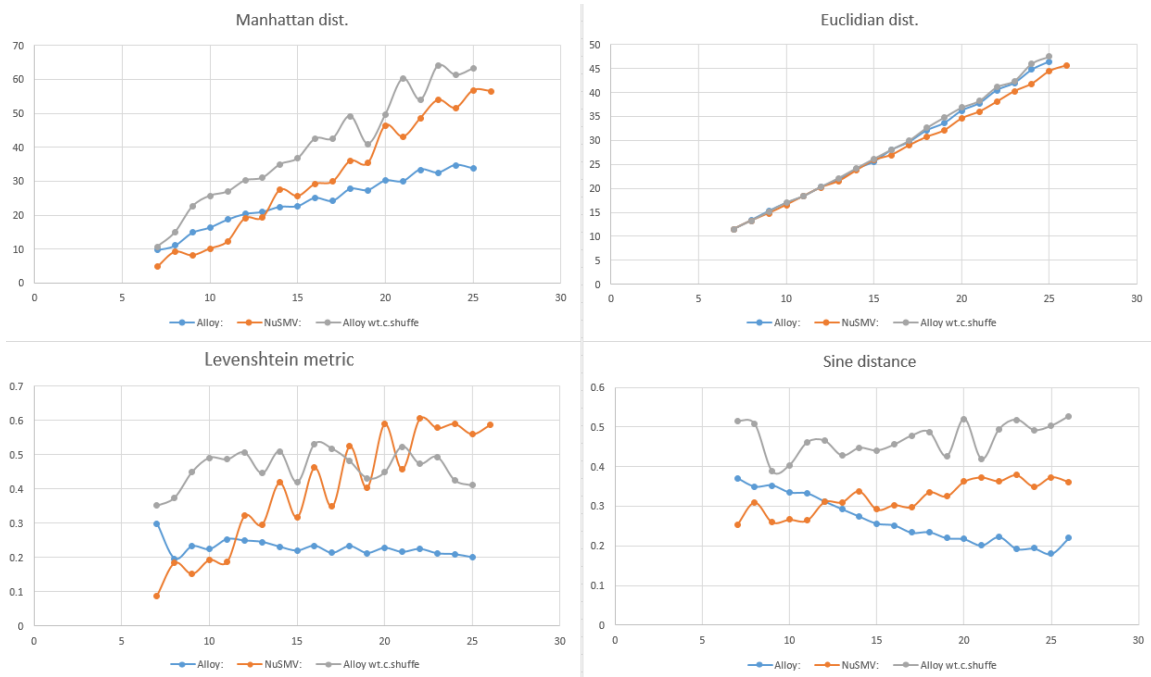 Manhattan dist.
70
60
50
40
30
20
10
0
0 5 10 15 20 25 30
Alloy: NuSMV: Alloy wt.c.shuffe
Euclidian dist.
50
45
40
35
30
25
20
15
10
5
0
0 5 10 15 20 25 30
Alloy: NuSMV: Alloy wt.c.shuffe
Levenshtein metric
0.7
0.6
0.5
0.4
0.3
0.2
0.1
0
0 5 10 15 20 25 30
Alloy: NuSMV: Alloy wt.c.shuffe
Sine distance
0.6
0.5
0.4
0.3
0.2
0.1
0
0 5 10 15 20 25 30
Alloy: NuSMV: Alloy wt.c.shuffe